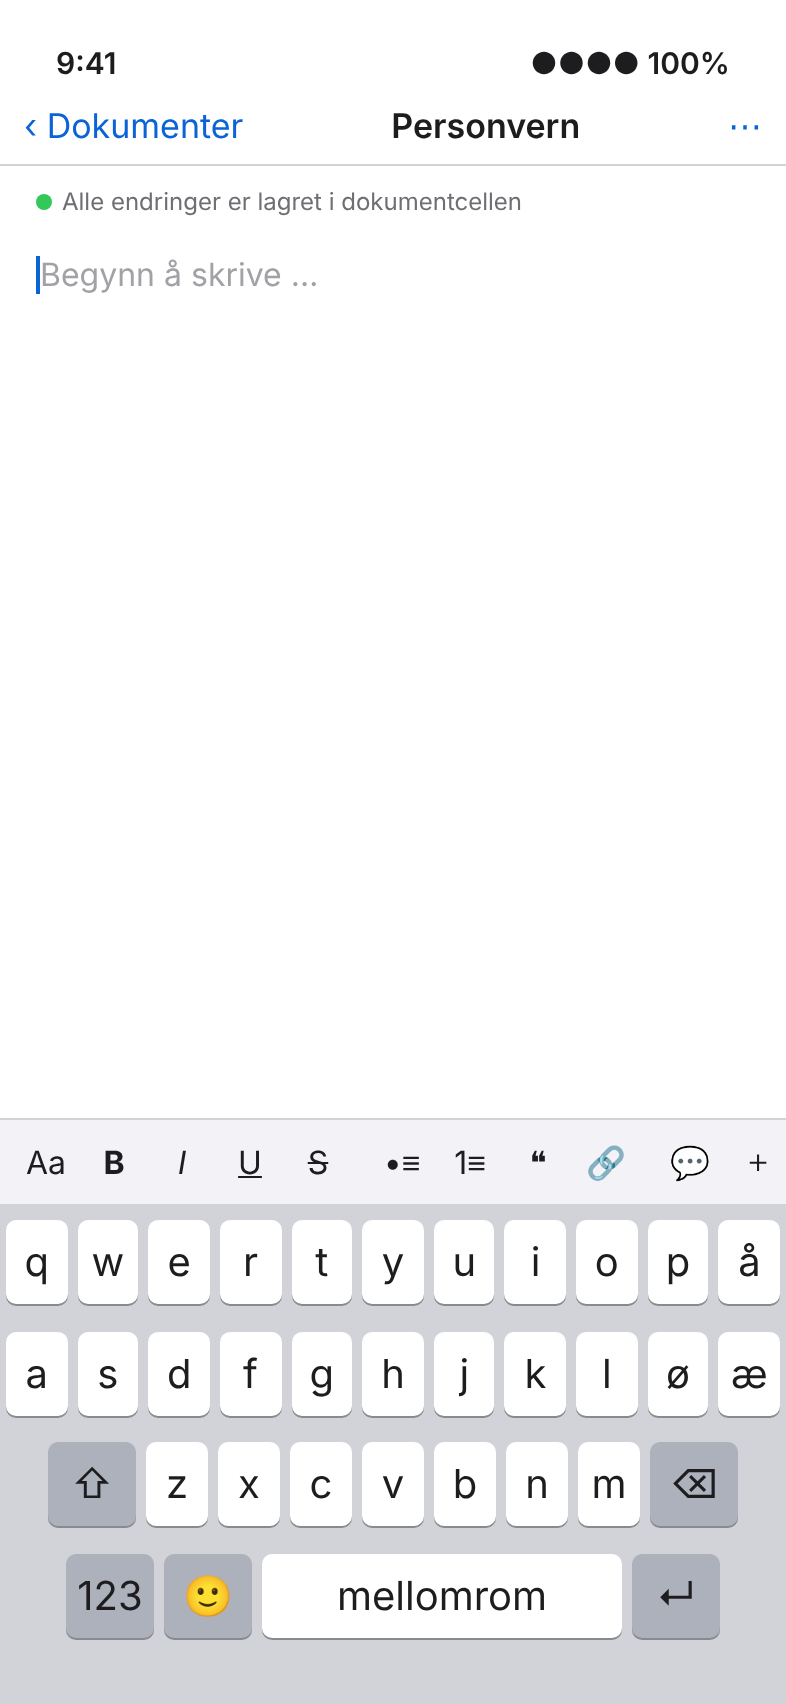 9:41 ●●●● 100%
‹ Dokumenter Personvern ⋯
Alle endringer er lagret i dokumentcellen
Begynn å skrive …
Aa B I U S •≡ 1≡ ❝ 🔗 💬 +
q w e r t y u i o p å
a s d f g h j k l ø æ
⇧ z x c v b n m ⌫
123 🙂 mellomrom ↵